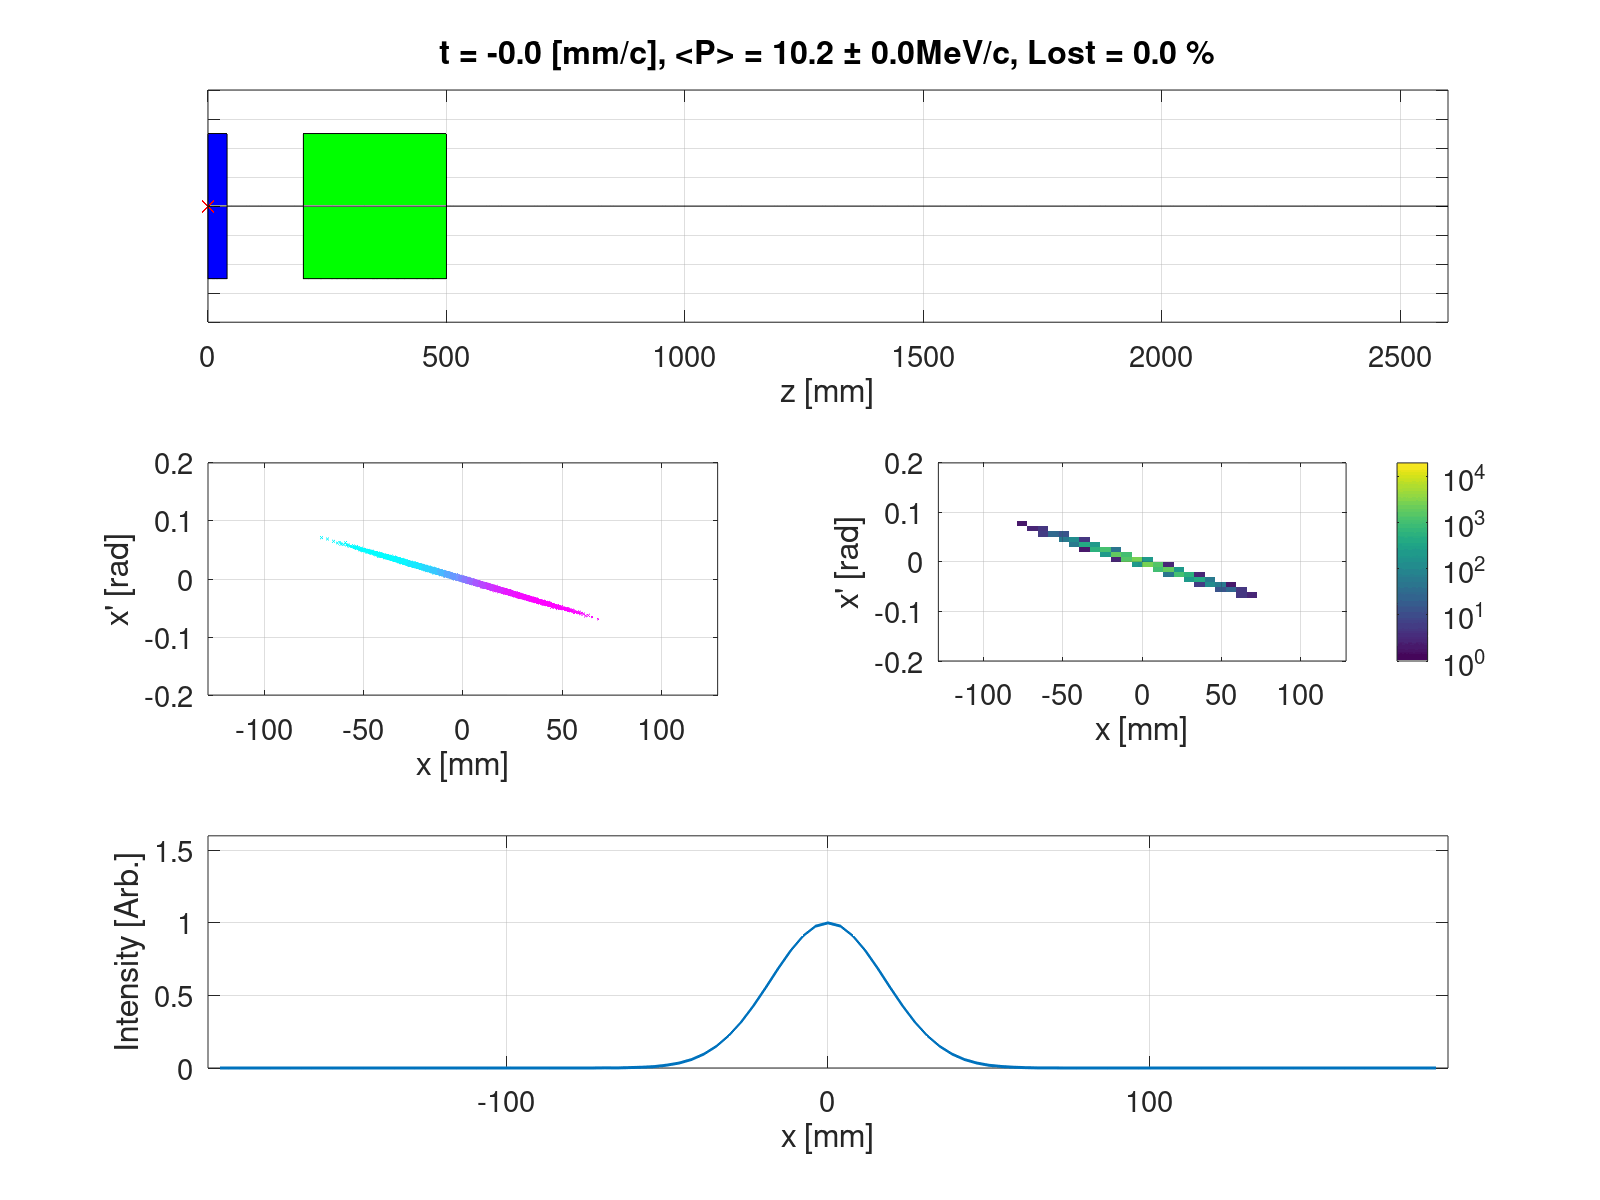 t = -0.0 [mm/c], <P> = 10.2 ± 0.0MeV/c, Lost = 0.0 %
0 500 1000 1500 2000 2500
z [mm]
0.2
0.1
0
-0.1
-0.2
x' [rad]
-100 -50 0 50 100
x [mm]
0.2
0.1
0
-0.1
-0.2
x' [rad]
-100 -50 0 50 100
x [mm]
10^4
10^3
10^2
10^1
10^0
1.5
1
0.5
0
Intensity [Arb.]
-100 0 100
x [mm]